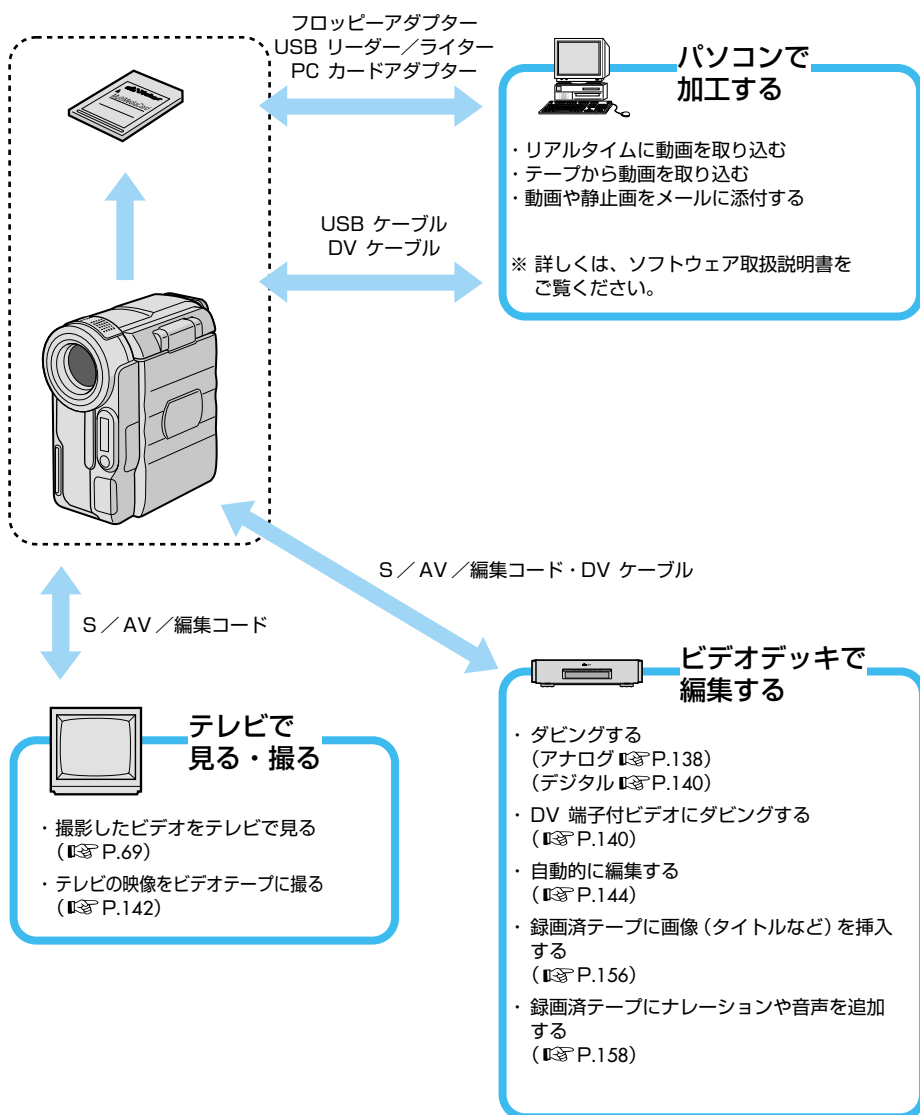 フロッピーアダプター
USB リーダー／ライター
PC カードアダプター
パソコンで
加工する
・リアルタイムに動画を取り込む
・テープから動画を取り込む
・動画や静止画をメールに添付する
※ 詳しくは、ソフトウェア取扱説明書を
ご覧ください。
USB ケーブル
DV ケーブル
S／AV／編集コード・DV ケーブル
S／AV／編集コード
テレビで
見る・撮る
・撮影したビデオをテレビで見る
（☞P.69）
・テレビの映像をビデオテープに撮る
（☞P.142）
ビデオデッキで
編集する
・ダビングする
（アナログ☞P.138）
（デジタル☞P.140）
・DV 端子付ビデオにダビングする
（☞P.140）
・自動的に編集する
（☞P.144）
・録画済テープに画像（タイトルなど）を挿入
する
（☞P.156）
・録画済テープにナレーションや音声を追加
する
（☞P.158）